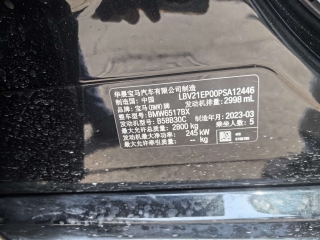 华晨宝马汽车有限公司制造
制造国：中国 LBV21EP00PSA12446
品牌：宝马(BMW)牌 发动机排量：2998 mL
整车型号：BMW6517BX
发动机型号：B58B30C 制造年月：2023-03
最大允许总质量：2800 kg 乘坐人数：5
发动机最大净功率：245 kW
最大允许牵引质量：- kg